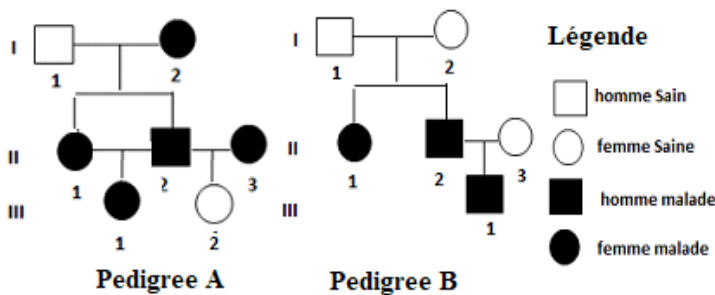 I
1
2
II
1
2
3
III
1
2
Pedigree A
I
1
2
II
1
2
3
III
1
Pedigree B
Légende
homme Sain
femme Saine
homme malade
femme malade